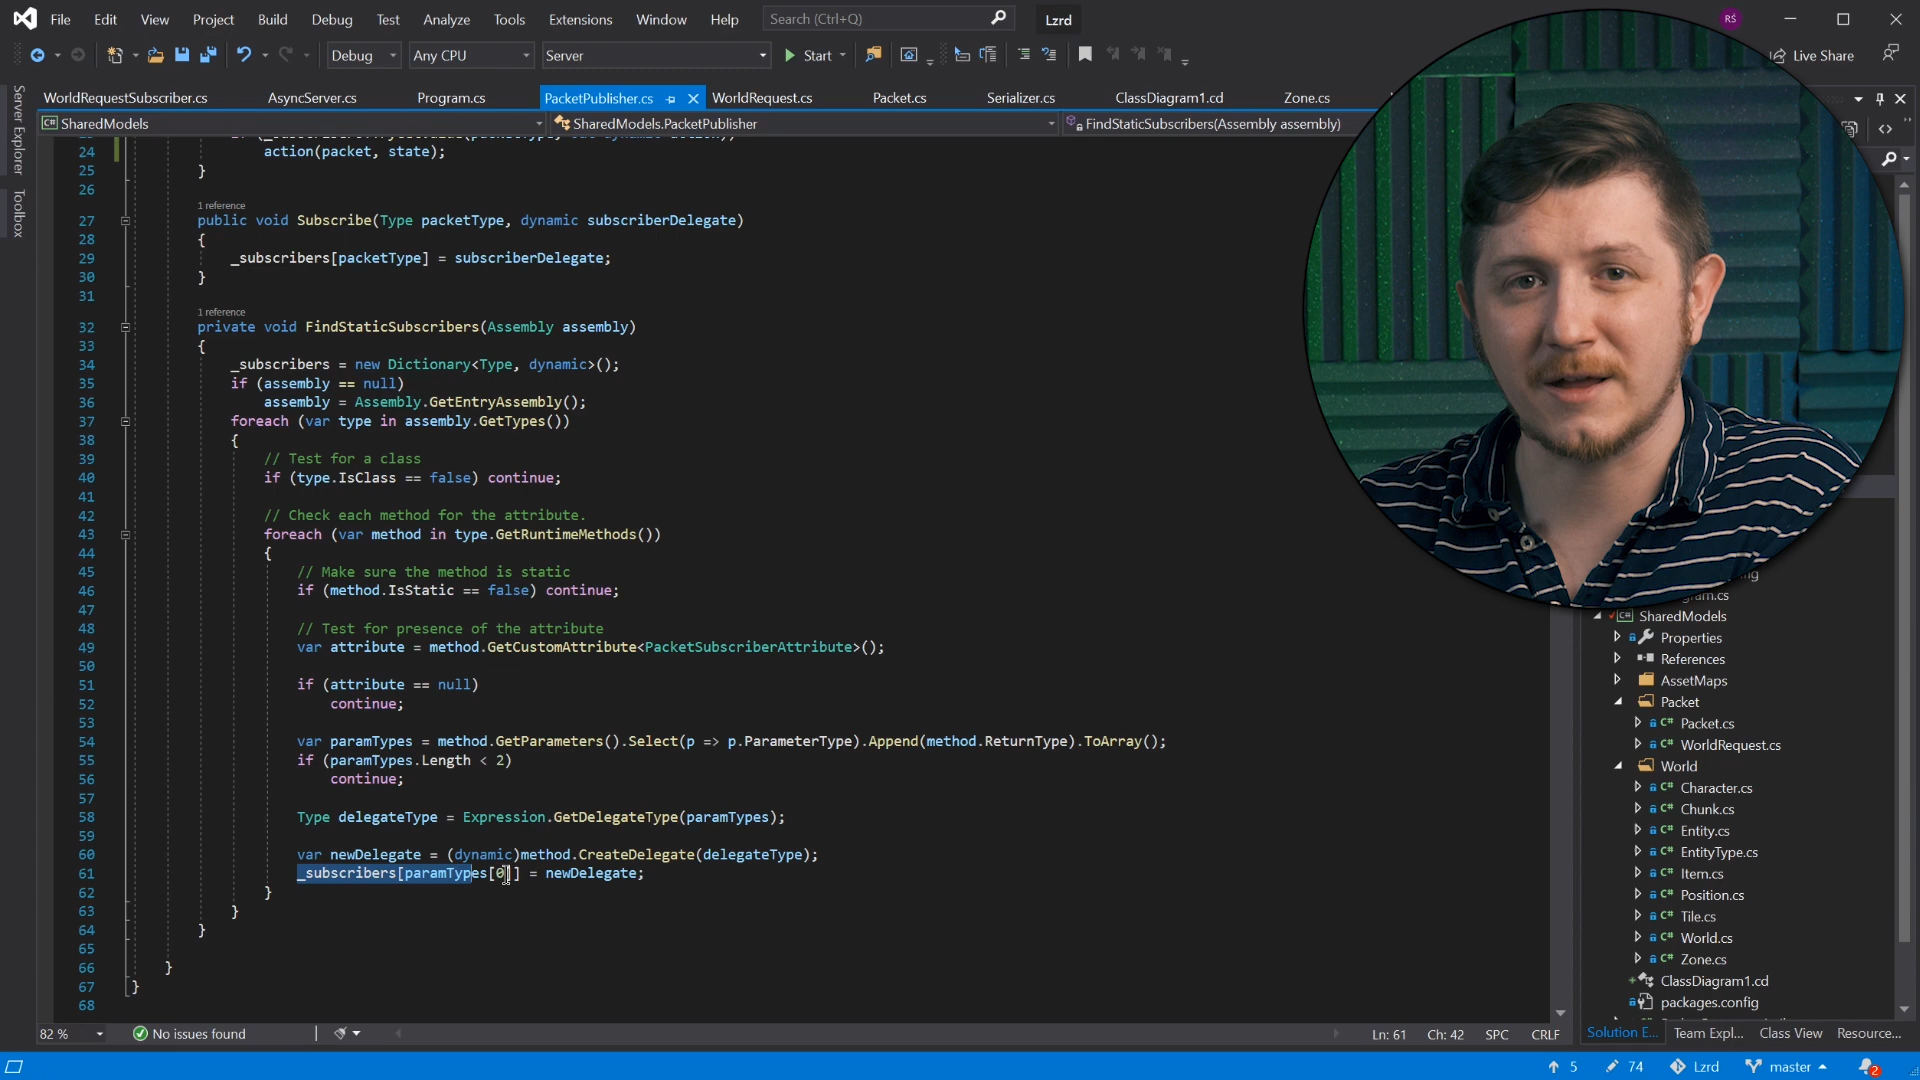 File Edit View Project Build Debug Test Analyze Tools Extensions Window Help Search (Ctrl+Q) Lzrd RŚ
Debug Any CPU Server Start Live Share
WorldRequestSubscriber.cs AsyncServer.cs Program.cs PacketPublisher.cs WorldRequest.cs Packet.cs Serializer.cs ClassDiagram1.cd Zone.cs
SharedModels SharedModels.PacketPublisher FindStaticSubscribers(Assembly assembly)
Server Explorer
Toolbox
24 action(packet, state);
25 }
26
1 reference
27 public void Subscribe(Type packetType, dynamic subscriberDelegate)
28 {
29 _subscribers[packetType] = subscriberDelegate;
30 }
31
1 reference
32 private void FindStaticSubscribers(Assembly assembly)
33 {
34 _subscribers = new Dictionary<Type, dynamic>();
35 if (assembly == null)
36 assembly = Assembly.GetEntryAssembly();
37 foreach (var type in assembly.GetTypes())
38 {
39 // Test for a class
40 if (type.IsClass == false) continue;
41
42 // Check each method for the attribute.
43 foreach (var method in type.GetRuntimeMethods())
44 {
45 // Make sure the method is static
46 if (method.IsStatic == false) continue;
47
48 // Test for presence of the attribute
49 var attribute = method.GetCustomAttribute<PacketSubscriberAttribute>();
50
51 if (attribute == null)
52 continue;
53
54 var paramTypes = method.GetParameters().Select(p => p.ParameterType).Append(method.ReturnType).ToArray();
55 if (paramTypes.Length < 2)
56 continue;
57
58 Type delegateType = Expression.GetDelegateType(paramTypes);
59
60 var newDelegate = (dynamic)method.CreateDelegate(delegateType);
61 _subscribers[paramTypes[0]] = newDelegate;
62 }
63 }
64 }
65
66 }
67 }
68
SharedModels
Properties
References
AssetMaps
Packet
Packet.cs
WorldRequest.cs
World
Character.cs
Chunk.cs
Entity.cs
EntityType.cs
Item.cs
Position.cs
Tile.cs
World.cs
Zone.cs
ClassDiagram1.cd
packages.config
82 % No issues found Ln: 61 Ch: 42 SPC CRLF
Solution E... Team Expl... Class View Resource...
5 74 Lzrd master 2